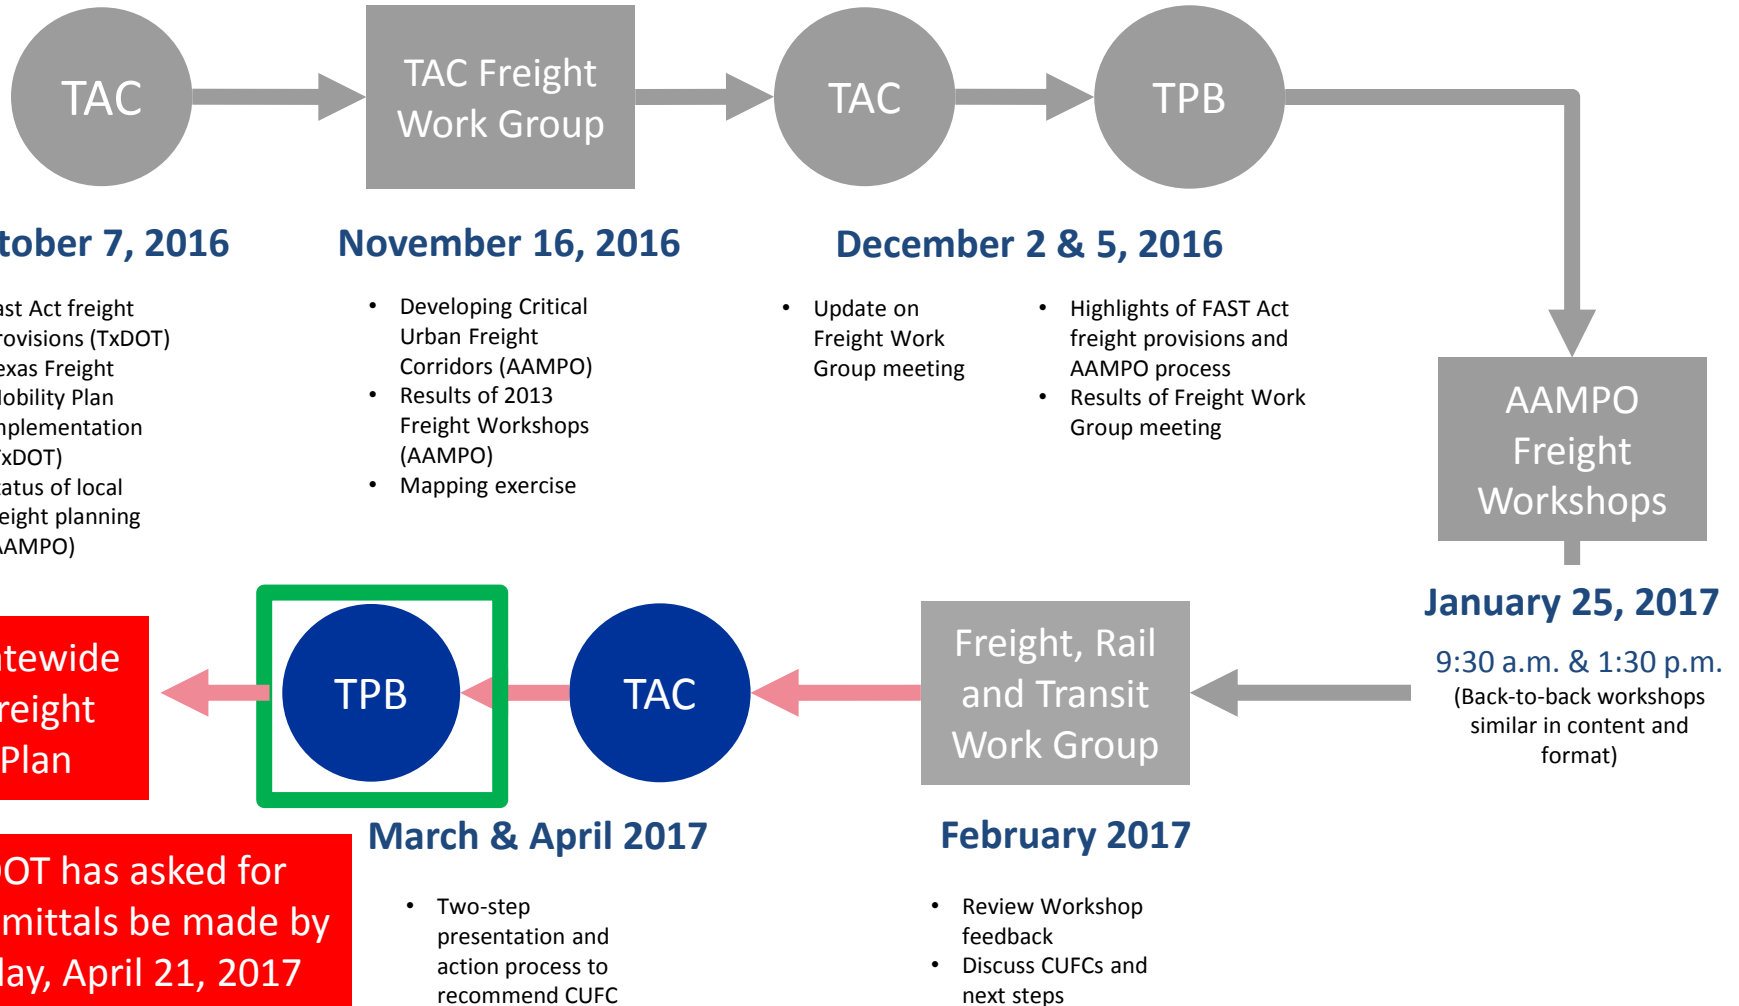 TAC
TAC Freight
Work Group
TAC
TPB
tober 7, 2016
ast Act freight
rovisions (TxDOT)
exas Freight
obility Plan
mplementation
xDOT)
tatus of local
eight planning
AAMPO)
November 16, 2016
• Developing Critical
Urban Freight
Corridors (AAMPO)
• Results of 2013
Freight Workshops
(AAMPO)
• Mapping exercise
December 2 & 5, 2016
• Update on
Freight Work
Group meeting
• Highlights of FAST Act
freight provisions and
AAMPO process
• Results of Freight Work
Group meeting
AAMPO
Freight
Workshops
January 25, 2017
9:30 a.m. & 1:30 p.m.
(Back-to-back workshops
similar in content and
format)
Freight, Rail
and Transit
Work Group
February 2017
• Review Workshop
feedback
• Discuss CUFCs and
next steps
TAC
TPB
March & April 2017
• Two-step
presentation and
action process to
recommend CUFC
atewide
reight
Plan
OT has asked for
mittals be made by
day, April 21, 2017